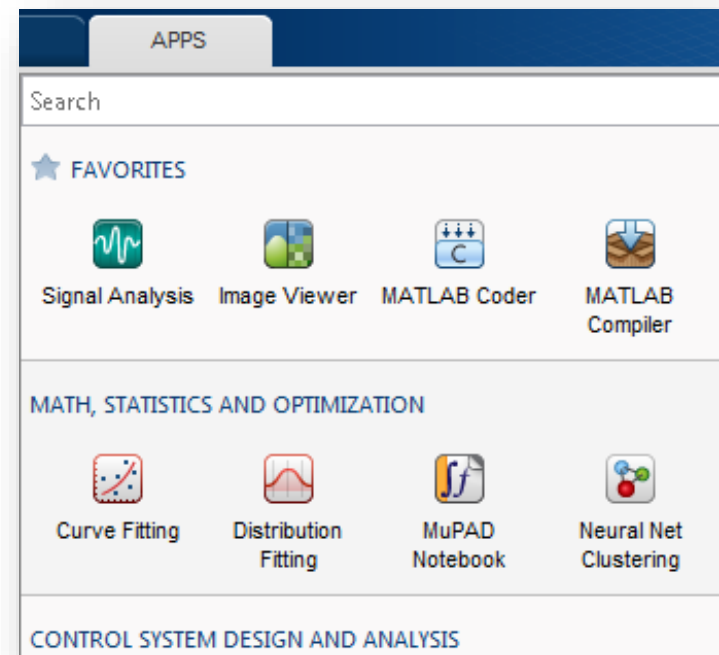 APPS
Search
FAVORITES
Signal Analysis Image Viewer MATLAB Coder MATLAB
Compiler
MATH, STATISTICS AND OPTIMIZATION
C
Curve Fitting Distribution MuPAD Neural Net
Fitting Notebook Clustering
CONTROL SYSTEM DESIGN AND ANALYSIS